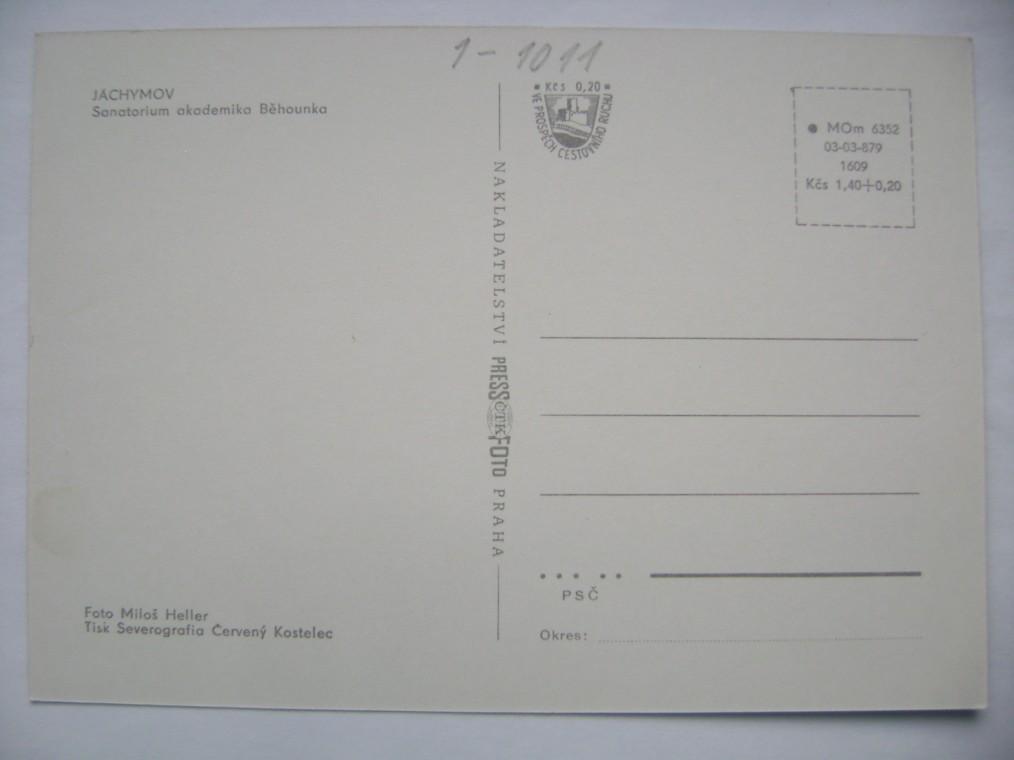 1 - 1011
JÁCHYMOV
Sanatorium akademika Běhounka
Kčs 0,20
VE PROSPĚCH CESTOVNÍHO RUCHU
MOm 6352
03-03-879
1609
Kčs 1,40+0,20
NAKLADATELSTVÍ PRESSFOTO PRAHA
ČTK
PSČ
Okres:
Foto Miloš Heller
Tisk Severografia Červený Kostelec